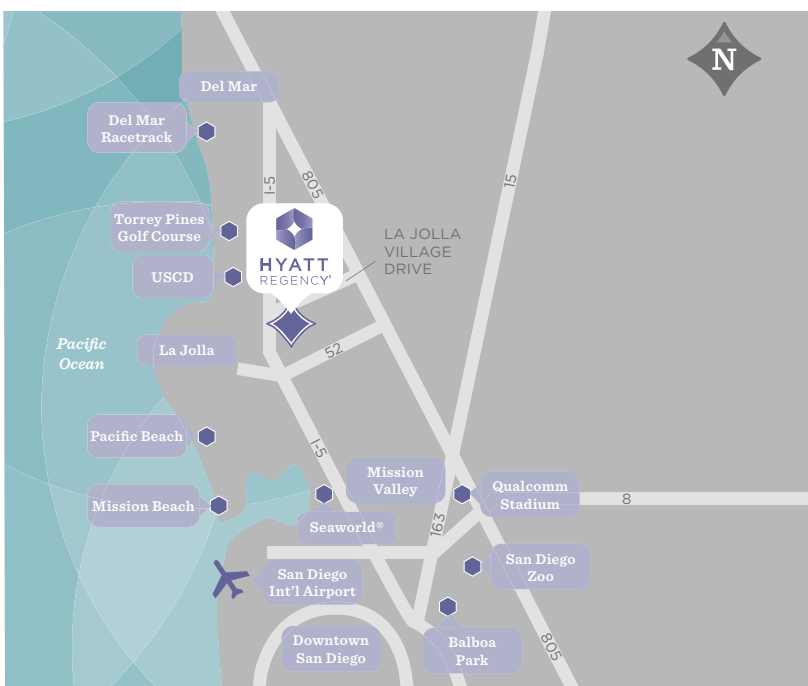 N
Del Mar
Del Mar
Racetrack
I-5
805
15
Torrey Pines
Golf Course
HYATT
REGENCY®
LA JOLLA
VILLAGE
DRIVE
USCD
Pacific
Ocean
La Jolla
52
Pacific Beach
I-5
Mission
Valley
Qualcomm
Stadium
8
Mission Beach
Seaworld®
163
San Diego
Zoo
San Diego
Int'l Airport
Downtown
San Diego
Balboa
Park
805